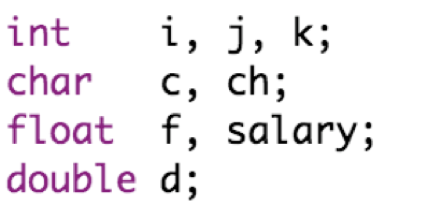 int    i, j, k;
char   c, ch;
float  f, salary;
double d;